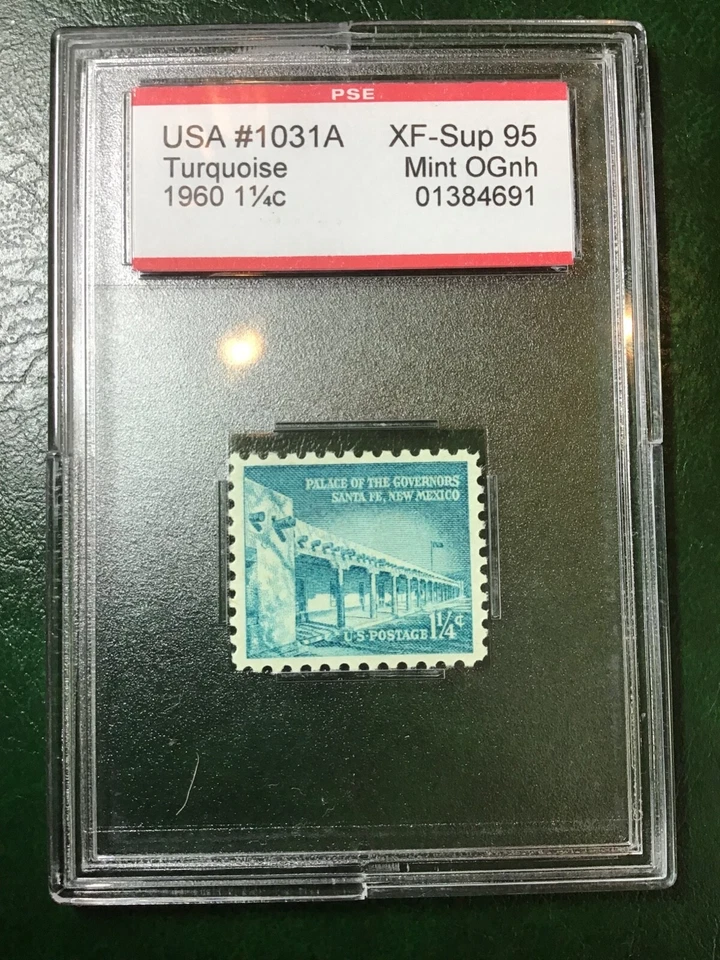 PSE
USA #1031A XF-Sup 95
Turquoise Mint OGnh
1960 1¼c 01384691
PALACE OF THE GOVERNORS
SANTA FE, NEW MEXICO
U·S·POSTAGE 1¼¢